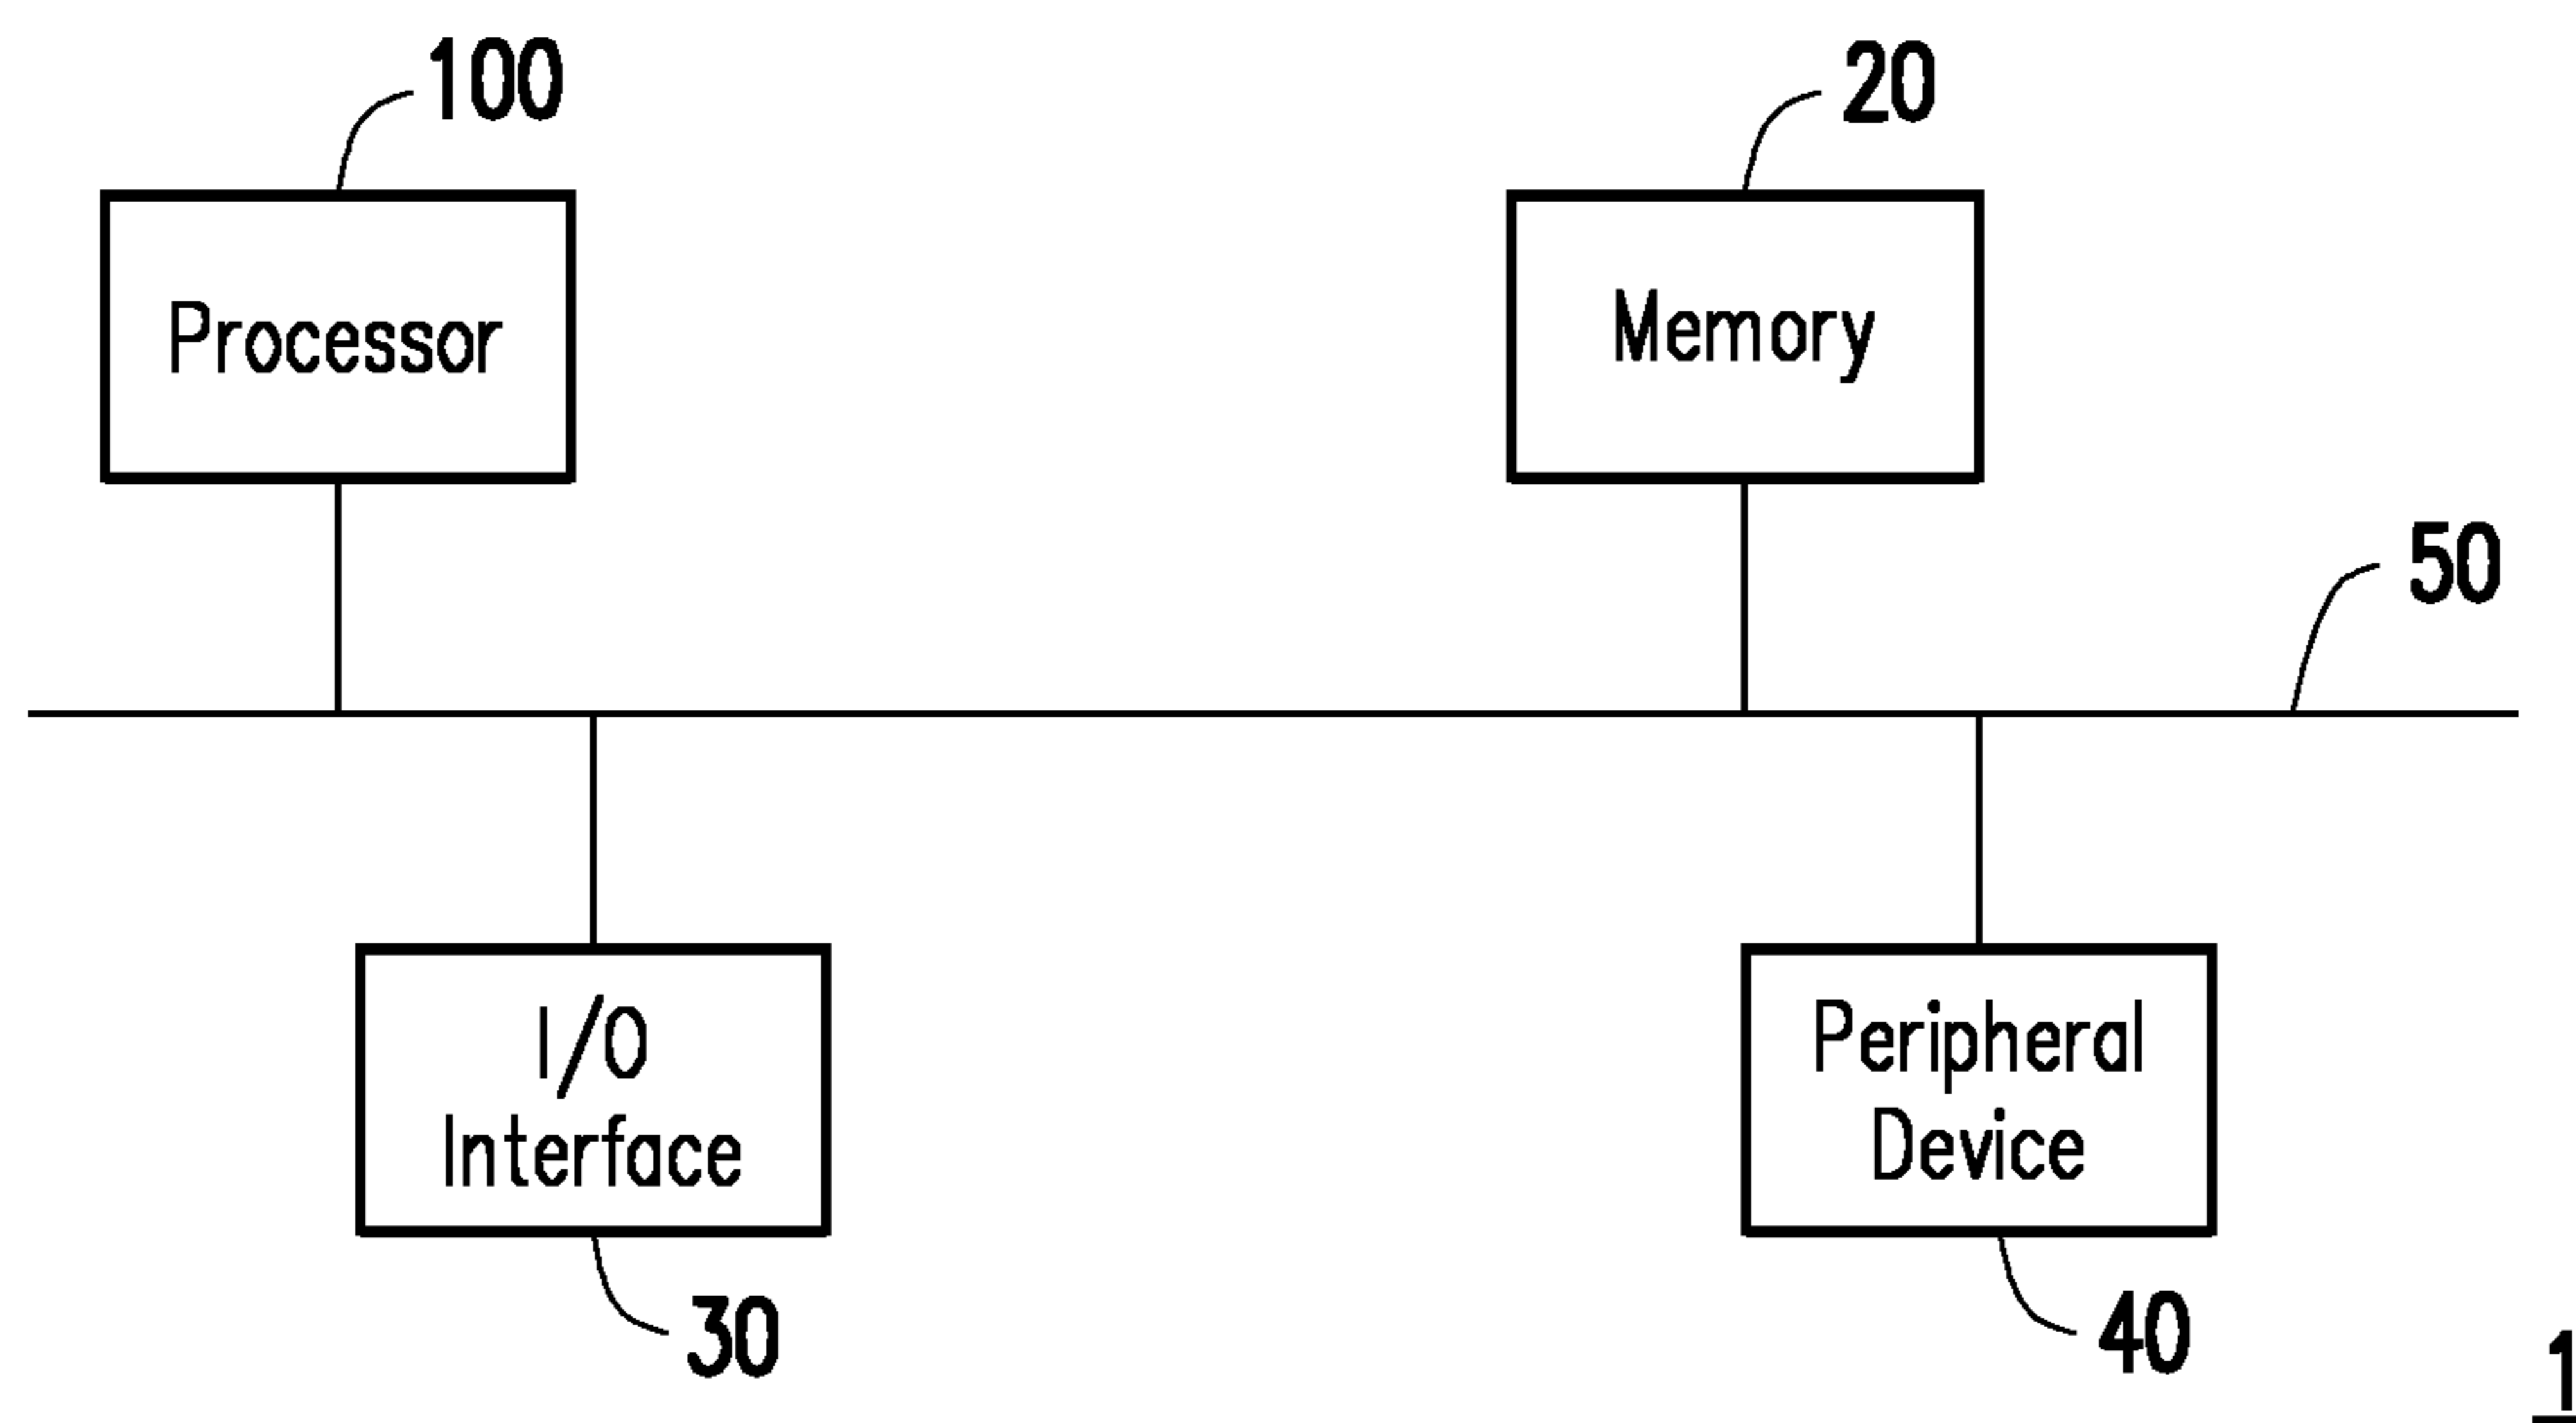 100
20
Processor
Memory
50
I/O
Interface
Peripheral
Device
30
40
1